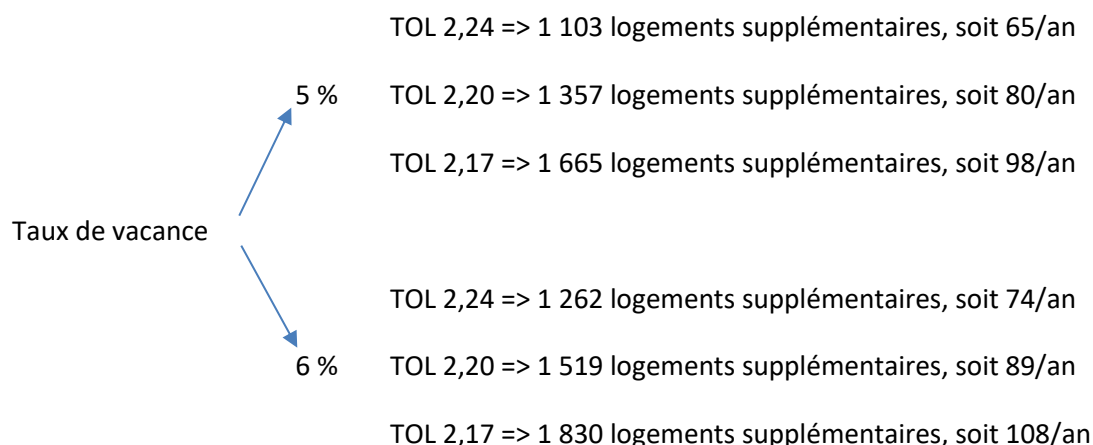 TOL 2,24 => 1 103 logements supplémentaires, soit 65/an
5 % TOL 2,20 => 1 357 logements supplémentaires, soit 80/an
TOL 2,17 => 1 665 logements supplémentaires, soit 98/an
Taux de vacance
TOL 2,24 => 1 262 logements supplémentaires, soit 74/an
6 % TOL 2,20 => 1 519 logements supplémentaires, soit 89/an
TOL 2,17 => 1 830 logements supplémentaires, soit 108/an